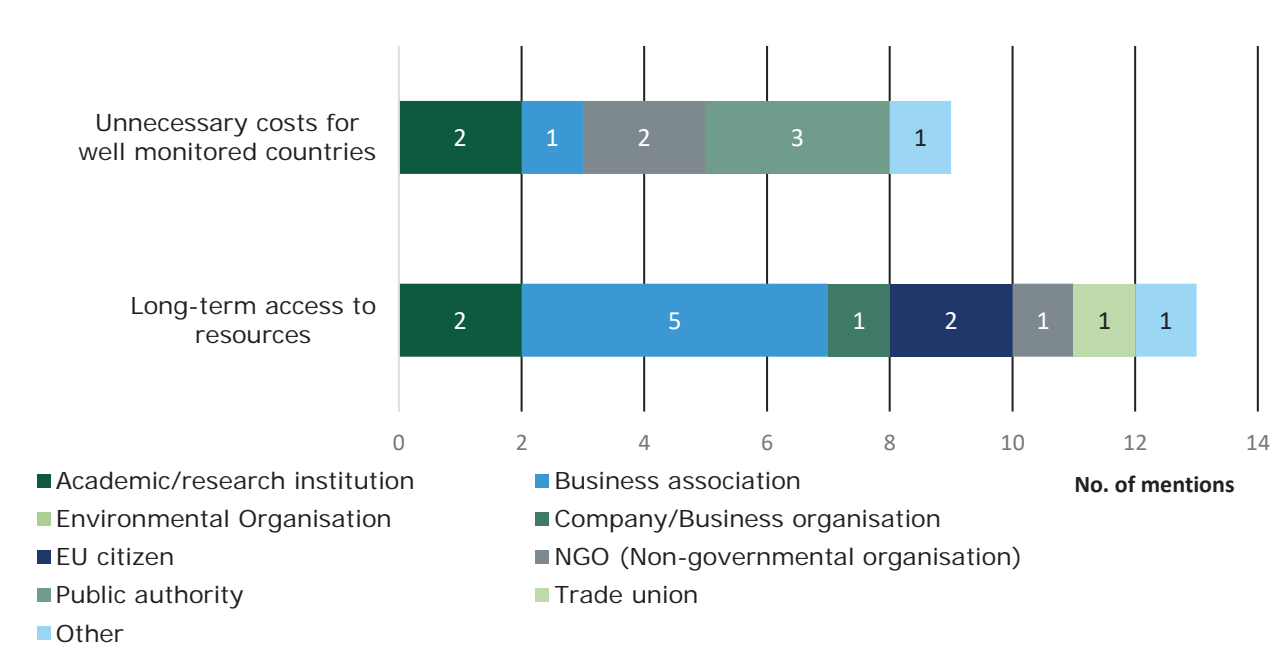 Unnecessary costs for
well monitored countries
2 1 2 3 1
Long-term access to
resources
2 5 1 2 1 1 1
0 2 4 6 8 10 12 14
No. of mentions
Academic/research institution
Business association
Environmental Organisation
Company/Business organisation
EU citizen
NGO (Non-governmental organisation)
Public authority
Trade union
Other